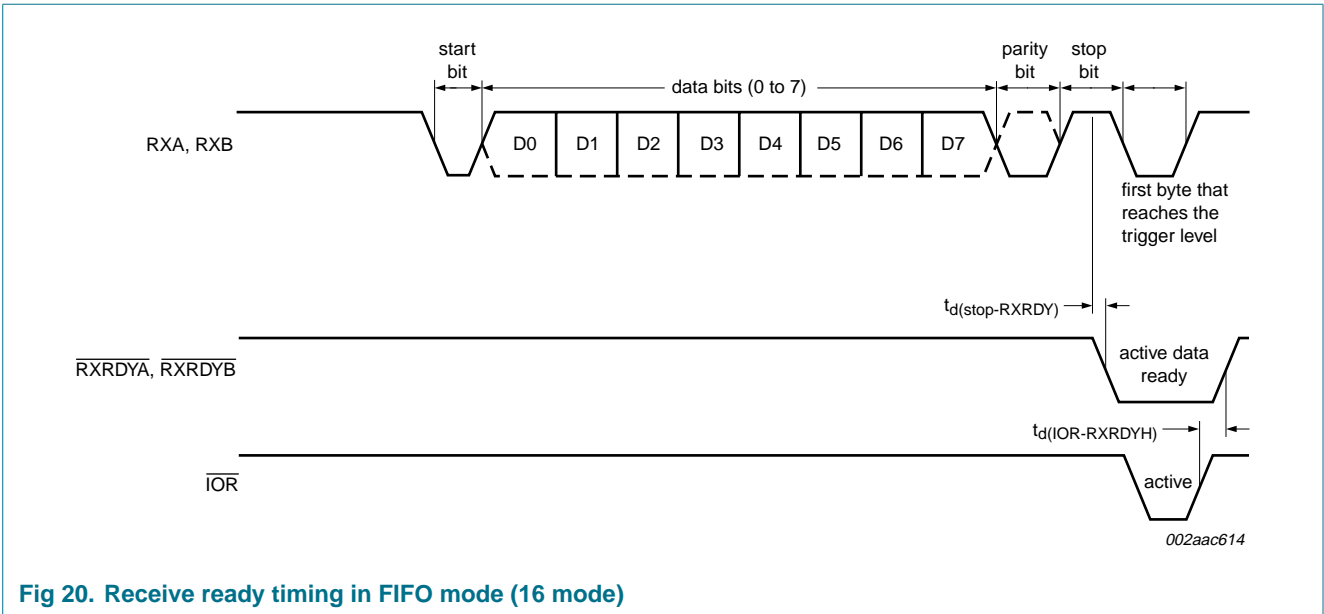 start
bit
data bits (0 to 7)
parity
bit
stop
bit
RXA, RXB
D0 D1 D2 D3 D4 D5 D6 D7
first byte that
reaches the
trigger level
td(stop-RXRDY)
RXRDYA, RXRDYB
active data
ready
td(IOR-RXRDYH)
IOR
active
002aac614
Fig 20. Receive ready timing in FIFO mode (16 mode)